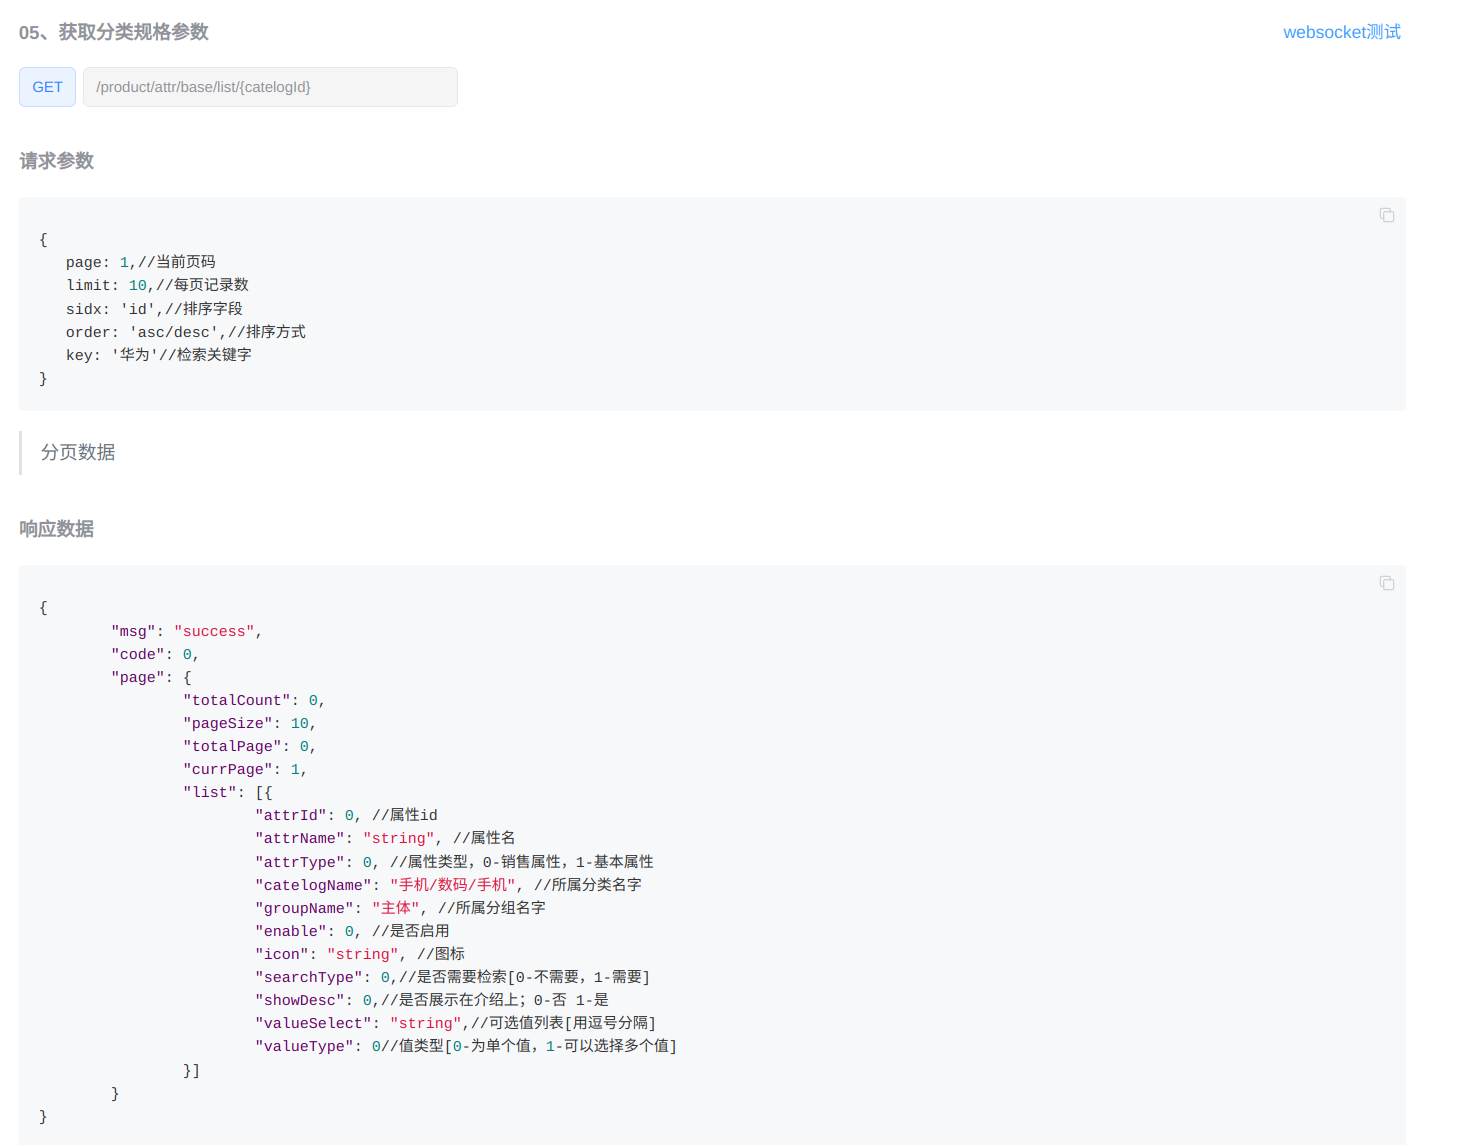 05、获取分类规格参数
websocket测试
GET /product/attr/base/list/{catelogId}
请求参数
{
   page: 1,//当前页码
   limit: 10,//每页记录数
   sidx: 'id',//排序字段
   order: 'asc/desc',//排序方式
   key: '华为'//检索关键字
}
分页数据
响应数据
{
	"msg": "success",
	"code": 0,
	"page": {
		"totalCount": 0,
		"pageSize": 10,
		"totalPage": 0,
		"currPage": 1,
		"list": [{
			"attrId": 0, //属性id
			"attrName": "string", //属性名
			"attrType": 0, //属性类型，0-销售属性，1-基本属性
			"catelogName": "手机/数码/手机", //所属分类名字
			"groupName": "主体", //所属分组名字
			"enable": 0, //是否启用
			"icon": "string", //图标
			"searchType": 0,//是否需要检索[0-不需要，1-需要]
			"showDesc": 0,//是否展示在介绍上；0-否 1-是
			"valueSelect": "string",//可选值列表[用逗号分隔]
			"valueType": 0//值类型[0-为单个值，1-可以选择多个值]
		}]
	}
}